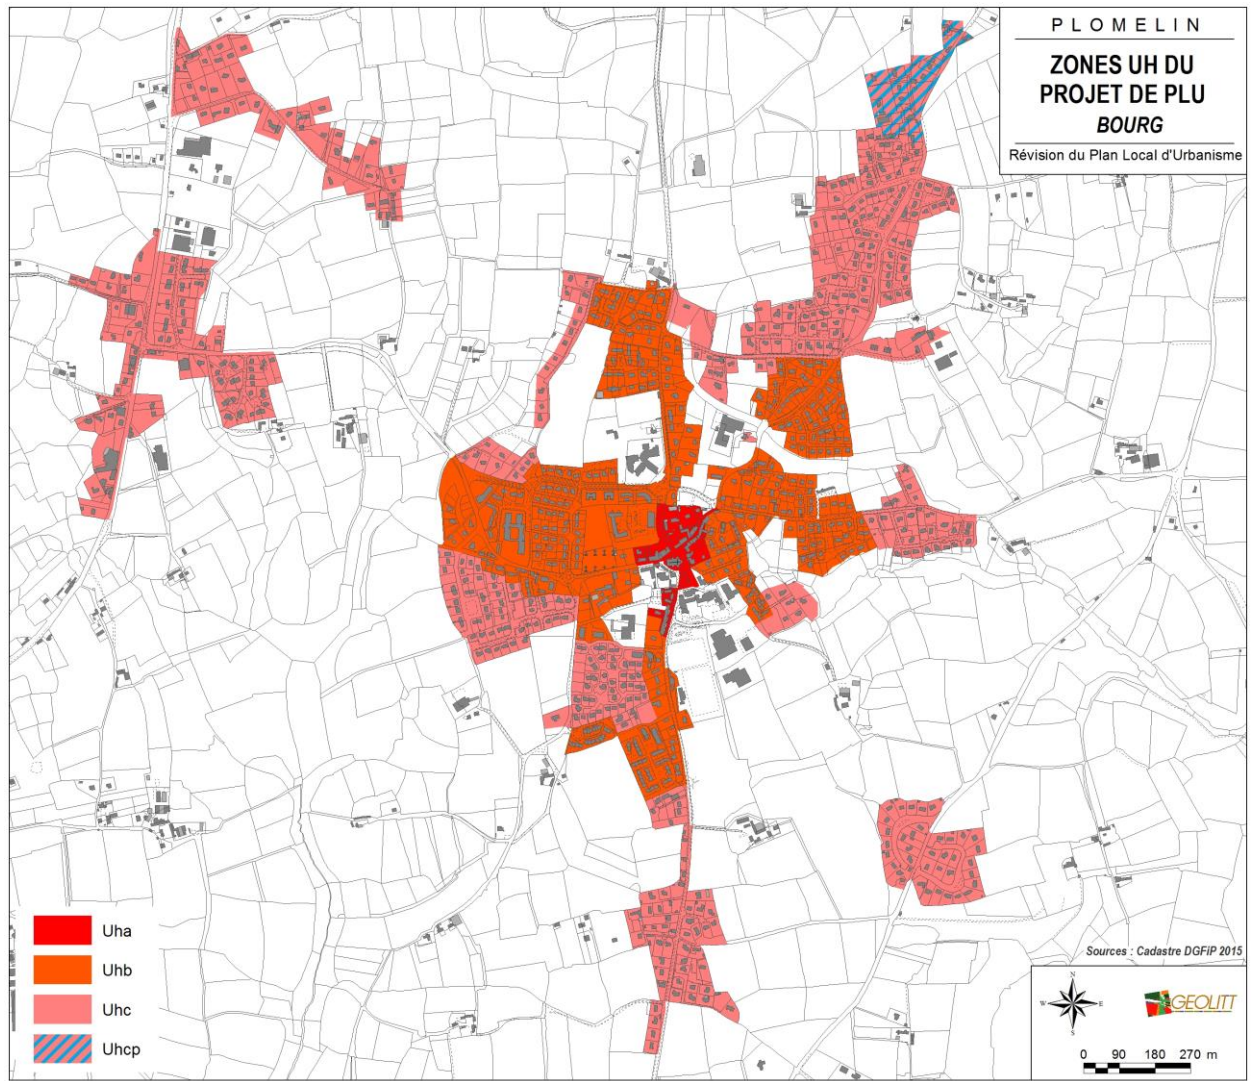 PLOMELIN
ZONES UH DU
PROJET DE PLU
BOURG
Révision du Plan Local d'Urbanisme
Uha
Uhb
Uhc
Uhcp
Sources : Cadastre DGFiP 2015
N
W E
S
GEOLITT
0 90 180 270 m